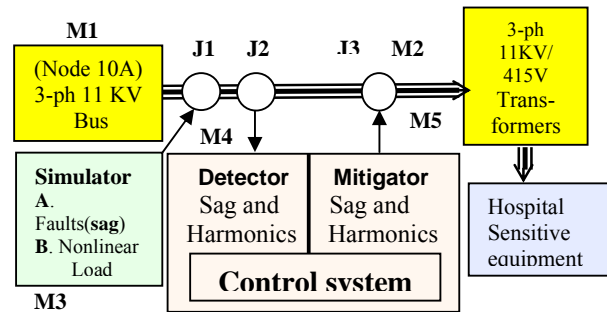 M1
J1
J2
J3
M2
(Node 10A)
3-ph 11 KV
Bus
3-ph
11KV/
415V
Trans-
formers
M4
M5
Simulator
A.
Faults(sag)
B. Nonlinear
Load
M3
Detector
Sag and
Harmonics
Mitigator
Sag and
Harmonics
Control system
Hospital
Sensitive
equipment